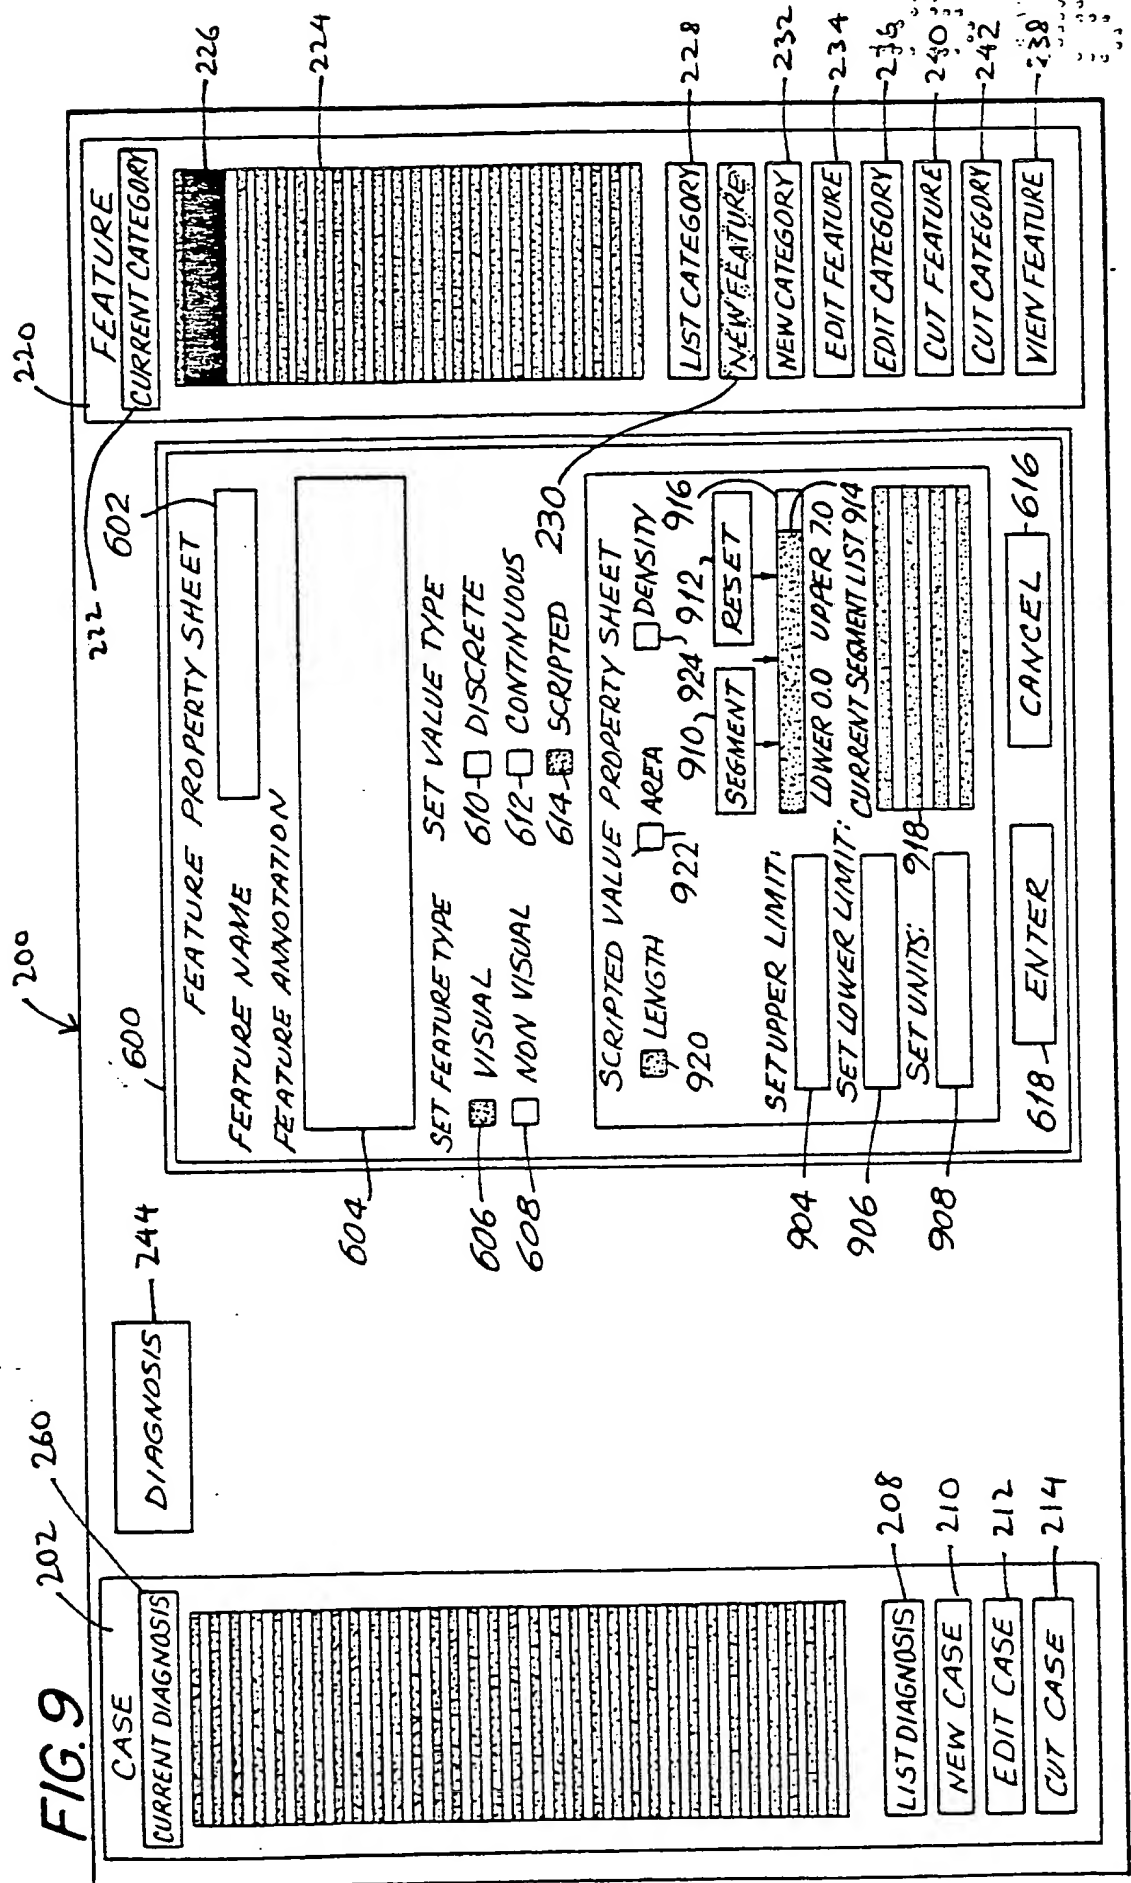 FIG. 9
200
202
CASE
CURRENT DIAGNOSIS
260
LIST DIAGNOSIS
208
NEW CASE
210
EDIT CASE
212
CUT CASE
214
DIAGNOSIS
244
600
FEATURE PROPERTY SHEET
FEATURE NAME
602
FEATURE ANNOTATION
604
SET FEATURE TYPE
SET VALUE TYPE
606
VISUAL
610
DISCRETE
608
NON VISUAL
612
CONTINUOUS
614
SCRIPTED
230
SCRIPTED VALUE PROPERTY SHEET
LENGTH
AREA
DENSITY
920
922
924
910
912
916
SEGMENT
RESET
SET UPPER LIMIT:
904
LOWER 0.0 UPPER 7.0
SET LOWER LIMIT:
CURRENT SEGMENT LIST
914
906
SET UNITS:
918
908
618
ENTER
CANCEL
616
220
222
FEATURE
CURRENT CATEGORY
226
224
LIST CATEGORY
228
NEW FEATURE
NEW CATEGORY
232
EDIT FEATURE
234
EDIT CATEGORY
236
CUT FEATURE
240
CUT CATEGORY
242
VIEW FEATURE
238